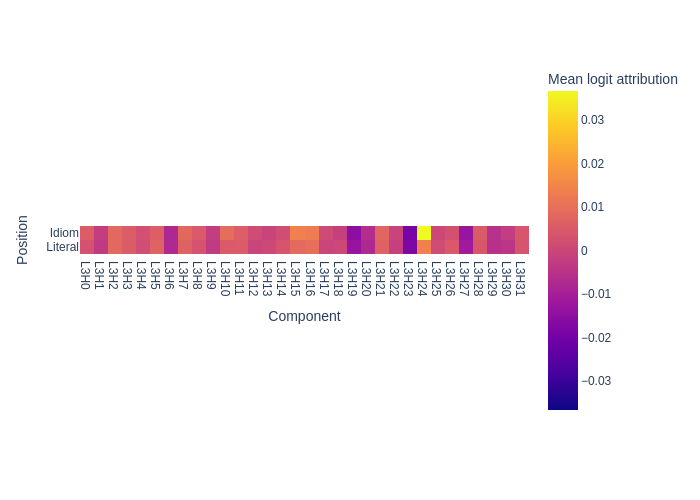 Mean logit attribution
0.03
0.02
0.01
0
−0.01
−0.02
−0.03
Position
Idiom
Literal
L3H0
L3H1
L3H2
L3H3
L3H4
L3H5
L3H6
L3H7
L3H8
L3H9
L3H10
L3H11
L3H12
L3H13
L3H14
L3H15
L3H16
L3H17
L3H18
L3H19
L3H20
L3H21
L3H22
L3H23
L3H24
L3H25
L3H26
L3H27
L3H28
L3H29
L3H30
L3H31
Component